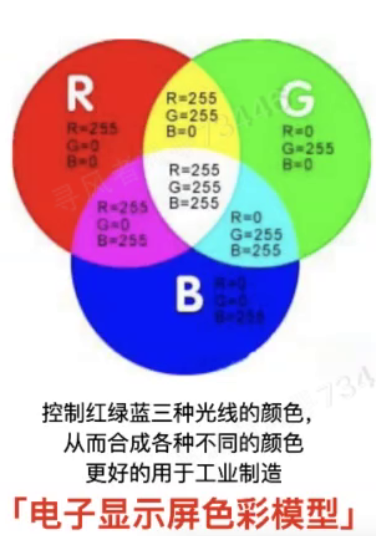 R
R=255
G=0
B=0
R=255
G=255
B=0
G
R=0
G=255
B=0
R=255
G=255
B=255
R=255
G=0
B=255
R=0
G=255
B=255
B
R=0
G=0
B=255
控制红绿蓝三种光线的颜色，
从而合成各种不同的颜色
更好的用于工业制造
「电子显示屏色彩模型」